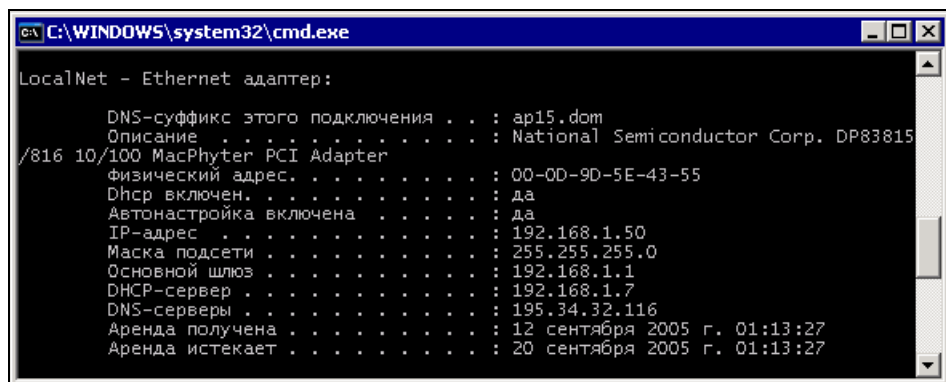 C:\WINDOWS\system32\cmd.exe
LocalNet - Ethernet адаптер:
DNS-суффикс этого подключения . . : ap15.dom
Описание . . . . . . . . . . . . : National Semiconductor Corp. DP83815
/816 10/100 MacPhyter PCI Adapter
Физический адрес. . . . . . . . . : 00-0D-9D-5E-43-55
Dhcp включен. . . . . . . . . . . : да
Автонастройка включена . . . . . : да
IP-адрес . . . . . . . . . . . . : 192.168.1.50
Маска подсети . . . . . . . . . . : 255.255.255.0
Основной шлюз . . . . . . . . . . : 192.168.1.1
DHCP-сервер . . . . . . . . . . . : 192.168.1.7
DNS-серверы . . . . . . . . . . . : 195.34.32.116
Аренда получена . . . . . . . . . : 12 сентября 2005 г. 01:13:27
Аренда истекает . . . . . . . . . : 20 сентября 2005 г. 01:13:27